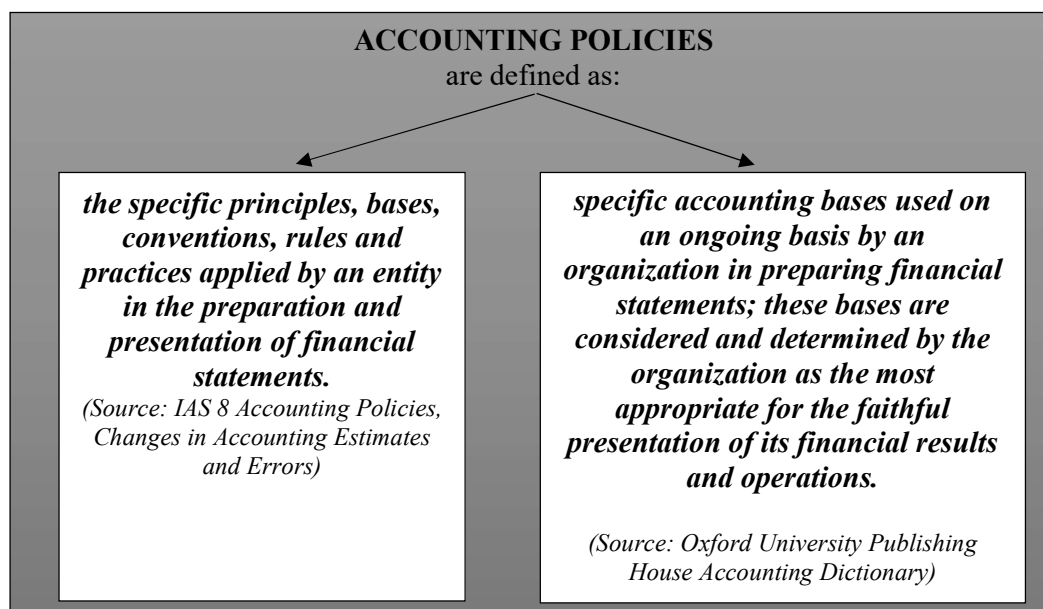 ACCOUNTING POLICIES
are defined as:
the specific principles, bases,
conventions, rules and
practices applied by an entity
in the preparation and
presentation of financial
statements.
(Source: IAS 8 Accounting Policies,
Changes in Accounting Estimates
and Errors)
specific accounting bases used on
an ongoing basis by an
organization in preparing financial
statements; these bases are
considered and determined by the
organization as the most
appropriate for the faithful
presentation of its financial results
and operations.
(Source: Oxford University Publishing
House Accounting Dictionary)